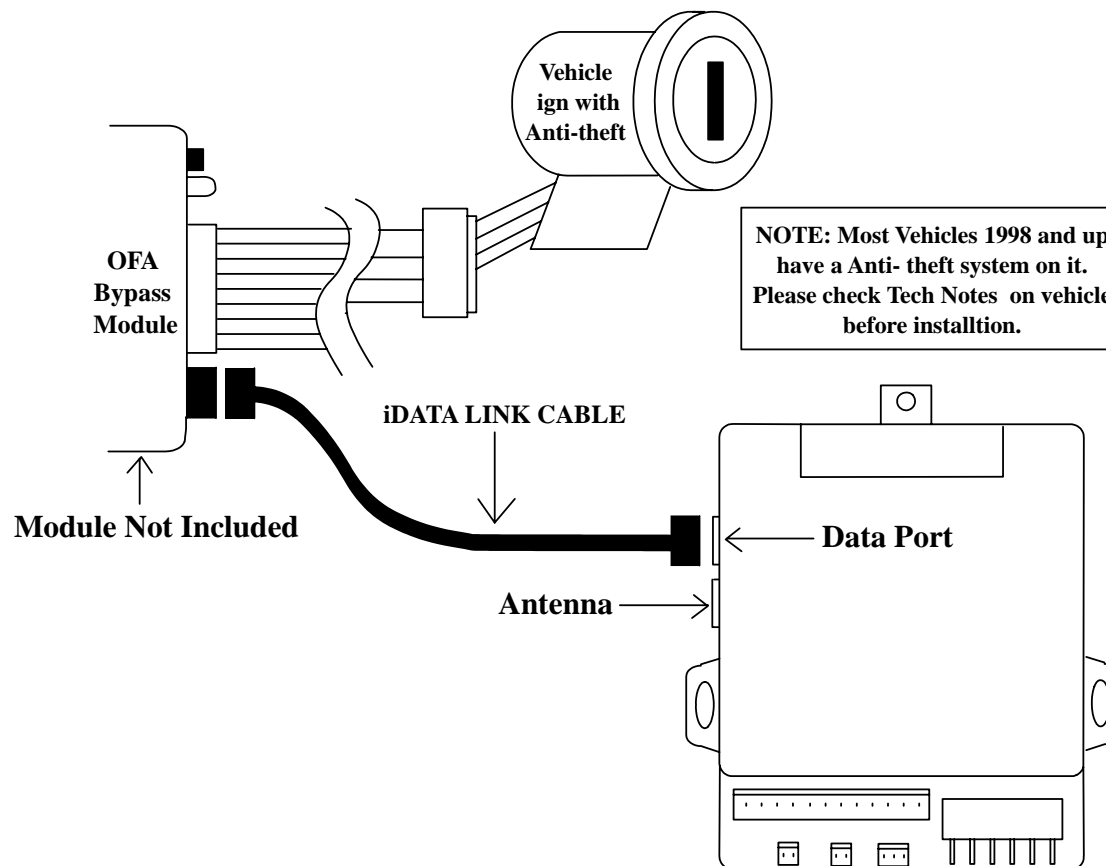 Vehicle
ign with
Anti-theft
OFA
Bypass
Module
NOTE: Most Vehicles 1998 and up
have a Anti- theft system on it.
Please check Tech Notes on vehicle
before installtion.
iDATA LINK CABLE
Module Not Included
Data Port
Antenna